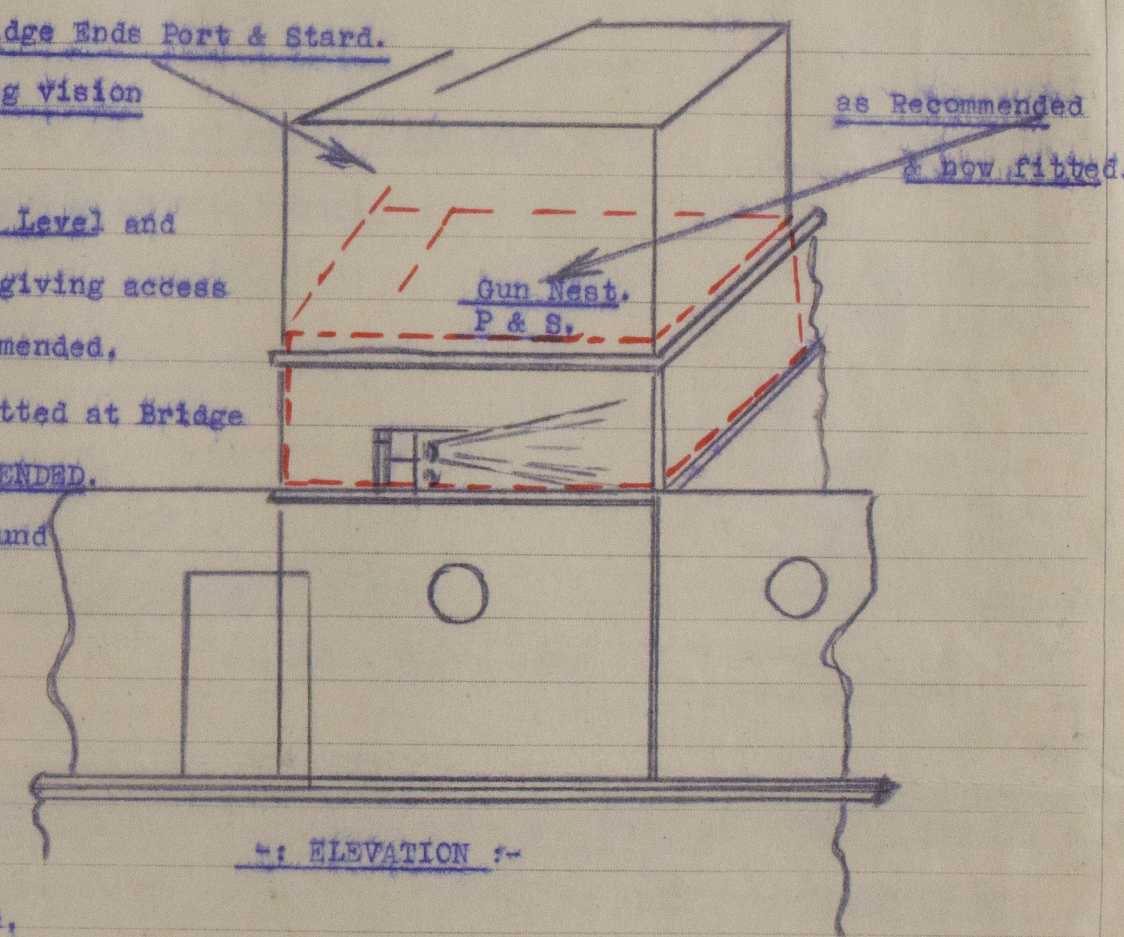 dge Ends Port & Stard.
g Vision
as Recommended
& now fitted.
Level and
giving access
mended.
Gun Nest.
P & S.
tted at Bridge
ENDED.
und
-: ELEVATION :-